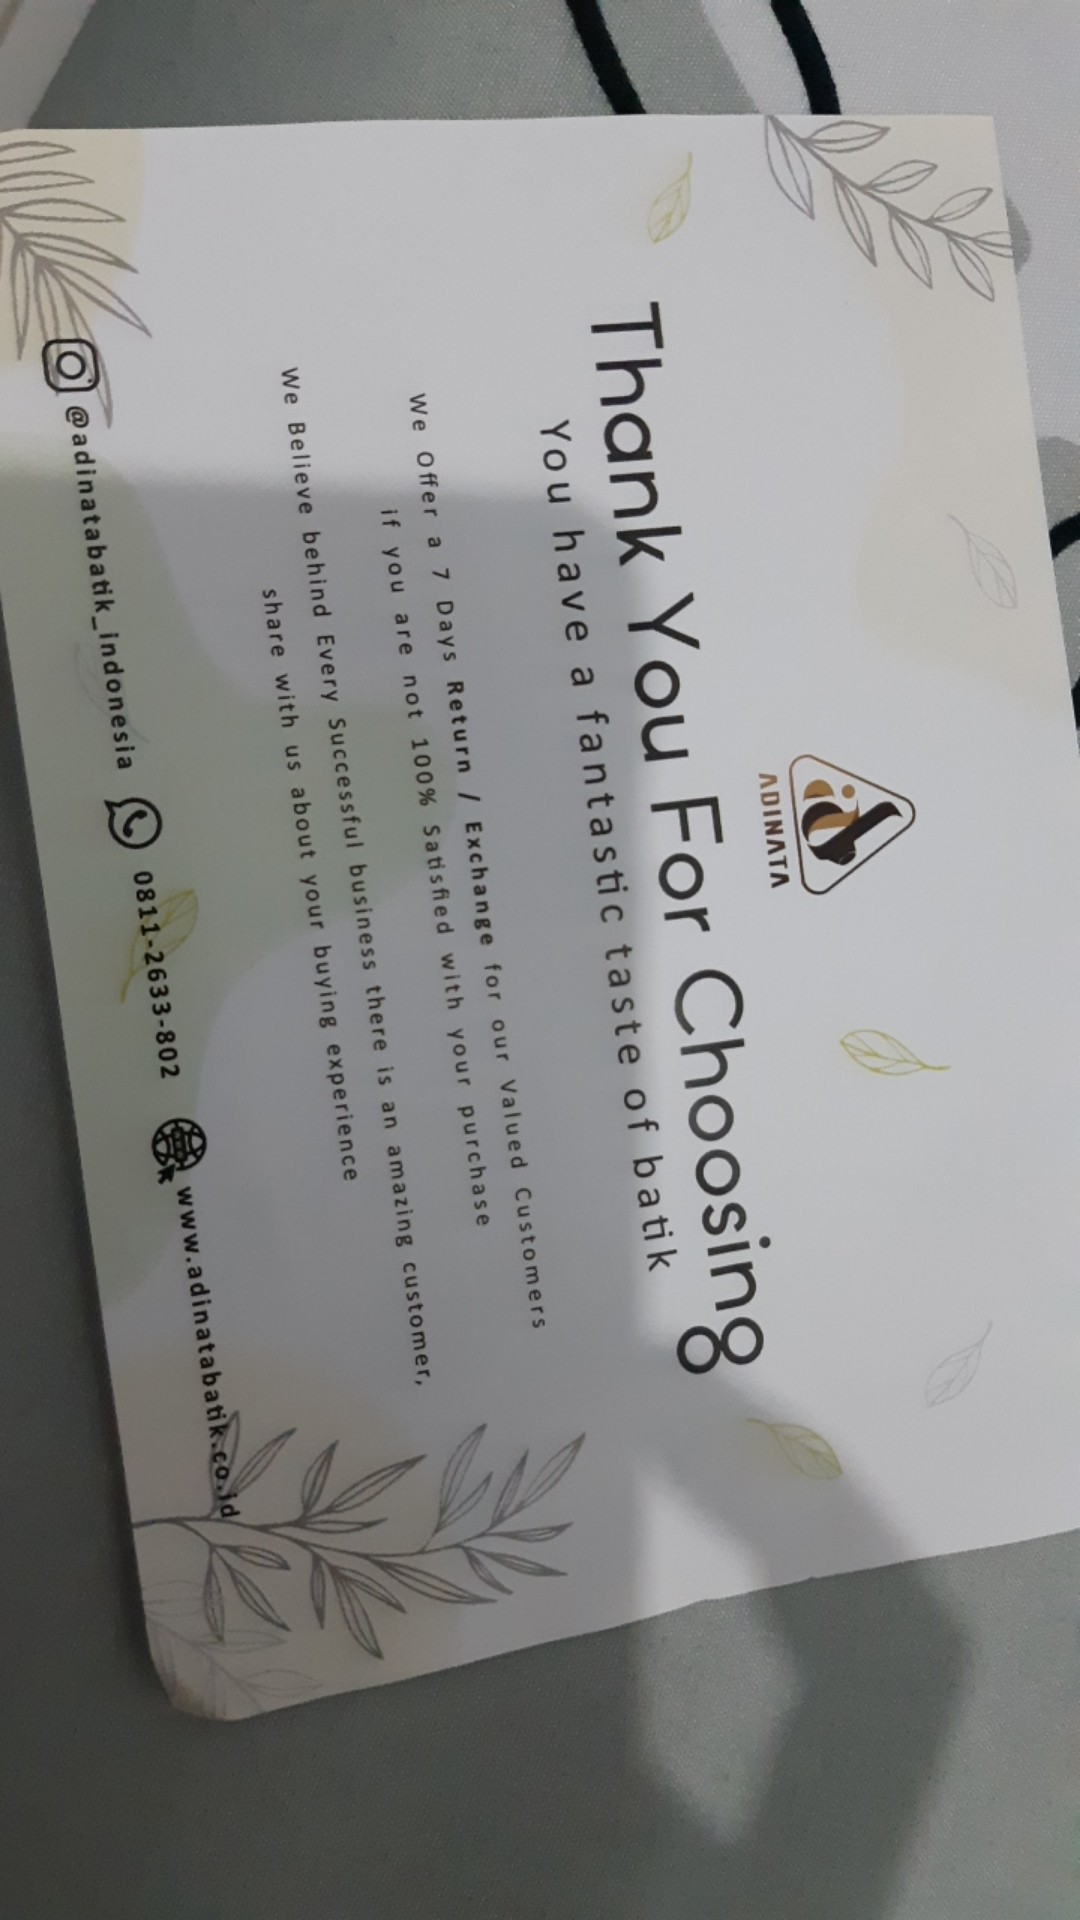 ADINATA
Thank You For Choosing
You have a fantastic taste of batik
We Offer a 7 Days Return / Exchange for our Valued Customers
if you are not 100% Satisfied with your purchase
We Believe behind Every Successful business there is an amazing customer,
share with us about your buying experience
@adinatabatik_indonesia 0811-2633-802 www.adinatabatik.co.id